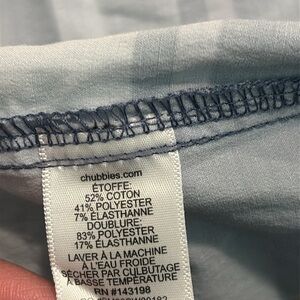 chubbies.com
ÉTOFFE:
52% COTON
41% POLYESTER
7% ÉLASTHANNE
DOUBLURE:
83% POLYESTER
17% ÉLASTHANNE
LAVER À LA MACHINE
À L'EAU FROIDE
SÉCHER PAR CULBUTAGE
À BASSE TEMPÉRATURE
RN #143198